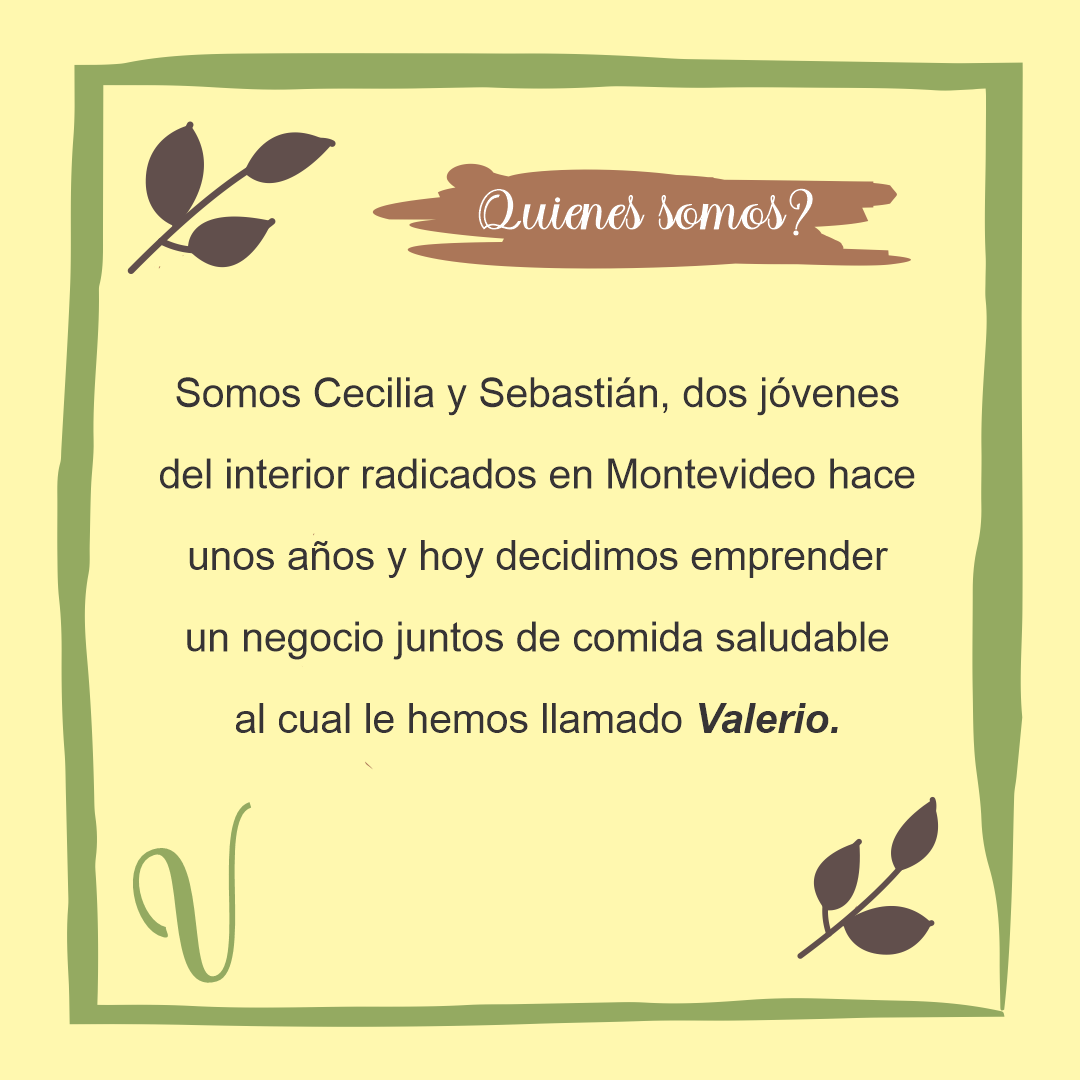 Quienes somos?
Somos Cecilia y Sebastián, dos jóvenes
del interior radicados en Montevideo hace
unos años y hoy decidimos emprender
un negocio juntos de comida saludable
al cual le hemos llamado Valerio.
V